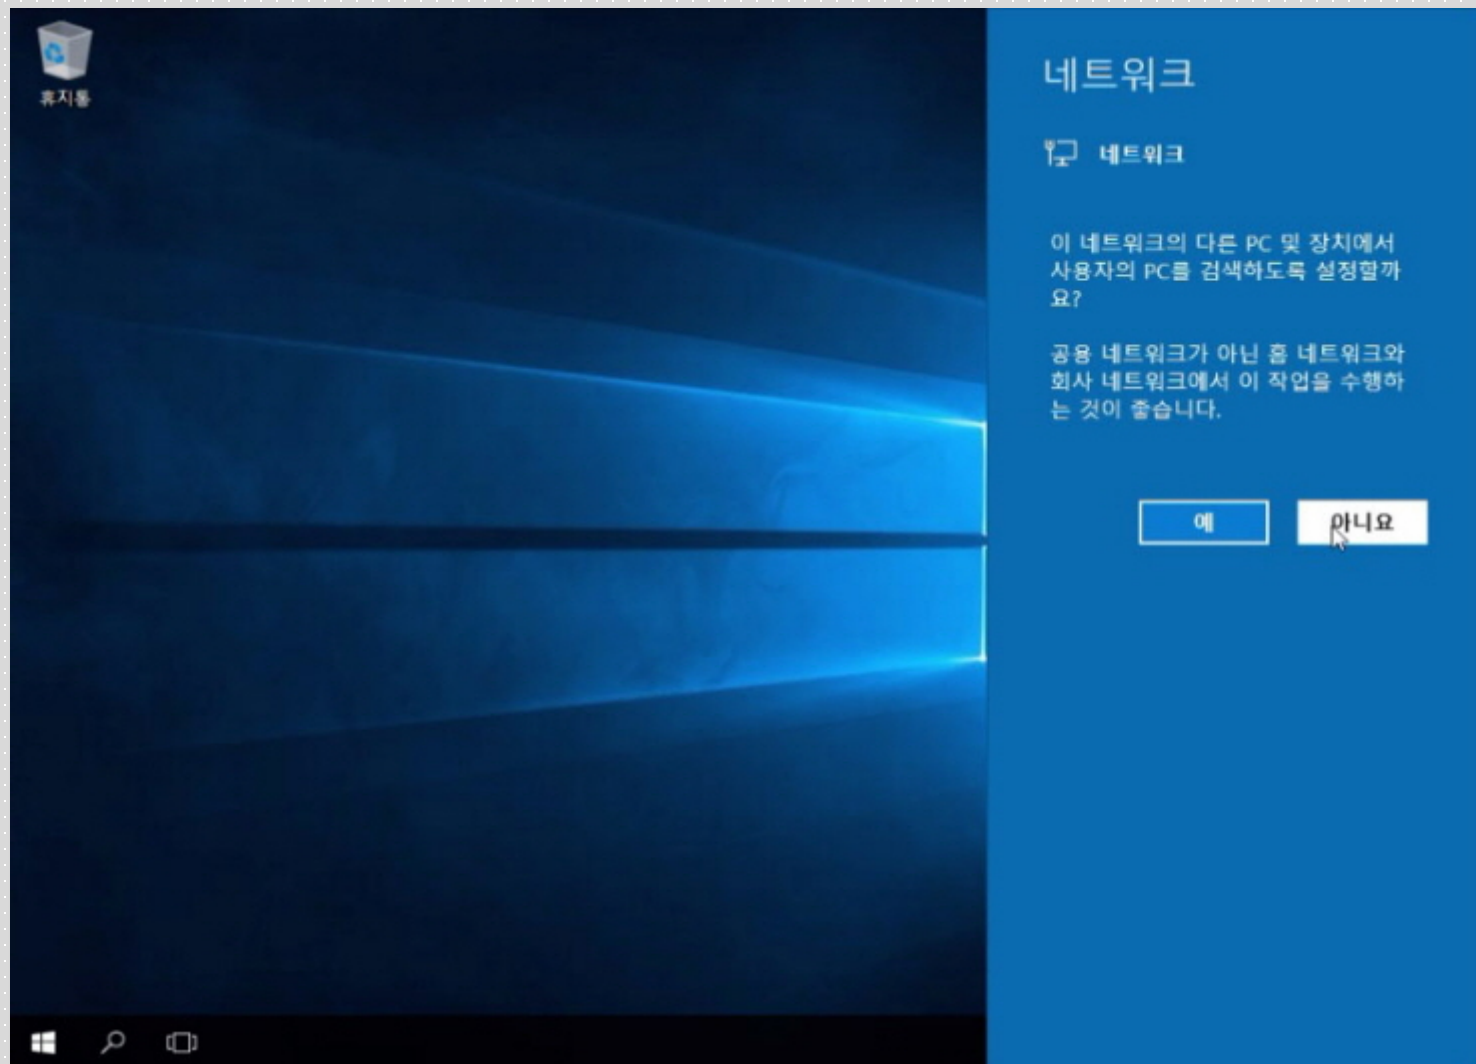 휴지통
네트워크
네트워크
이 네트워크의 다른 PC 및 장치에서
사용자의 PC를 검색하도록 설정할까
요?
공용 네트워크가 아닌 홈 네트워크와
회사 네트워크에서 이 작업을 수행하
는 것이 좋습니다.
예
아니요